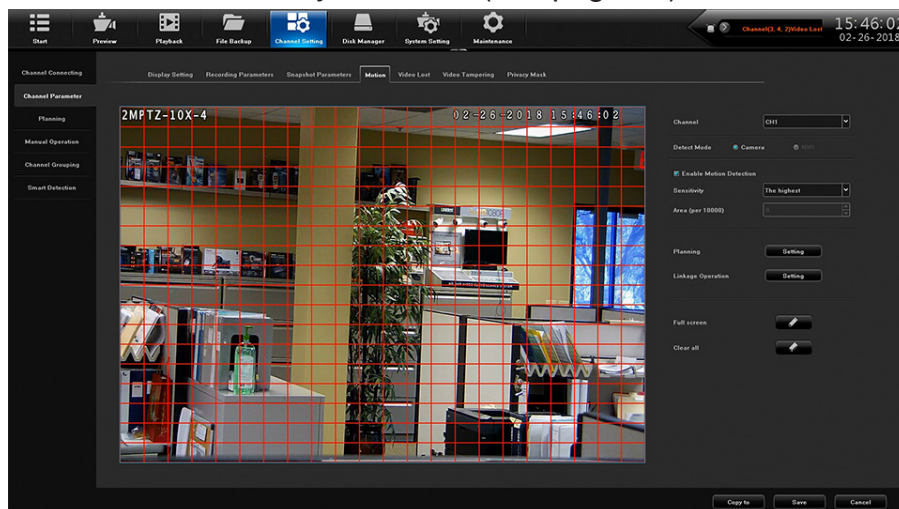 Start
Preview
Playback
File Backup
Channel Setting
Disk Manager
System Setting
Maintenance
Channel(3, 4, 2)Video Lost
15:46:02
02-26-2018
Channel Connecting
Channel Parameter
Planning
Manual Operation
Channel Grouping
Smart Detection
Display Setting
Recording Parameters
Snapshot Parameters
Motion
Video Lost
Video Tampering
Privacy Mask
2MPTZ-10X-4
02-26-2018 15:46:02
Channel
CH1
Detect Mode
Camera
Enable Motion Detection
Sensitivity
The highest
Area (per 10000)
Planning
Setting
Linkage Operation
Setting
Full screen
Clear all
Copy to
Save
Cancel